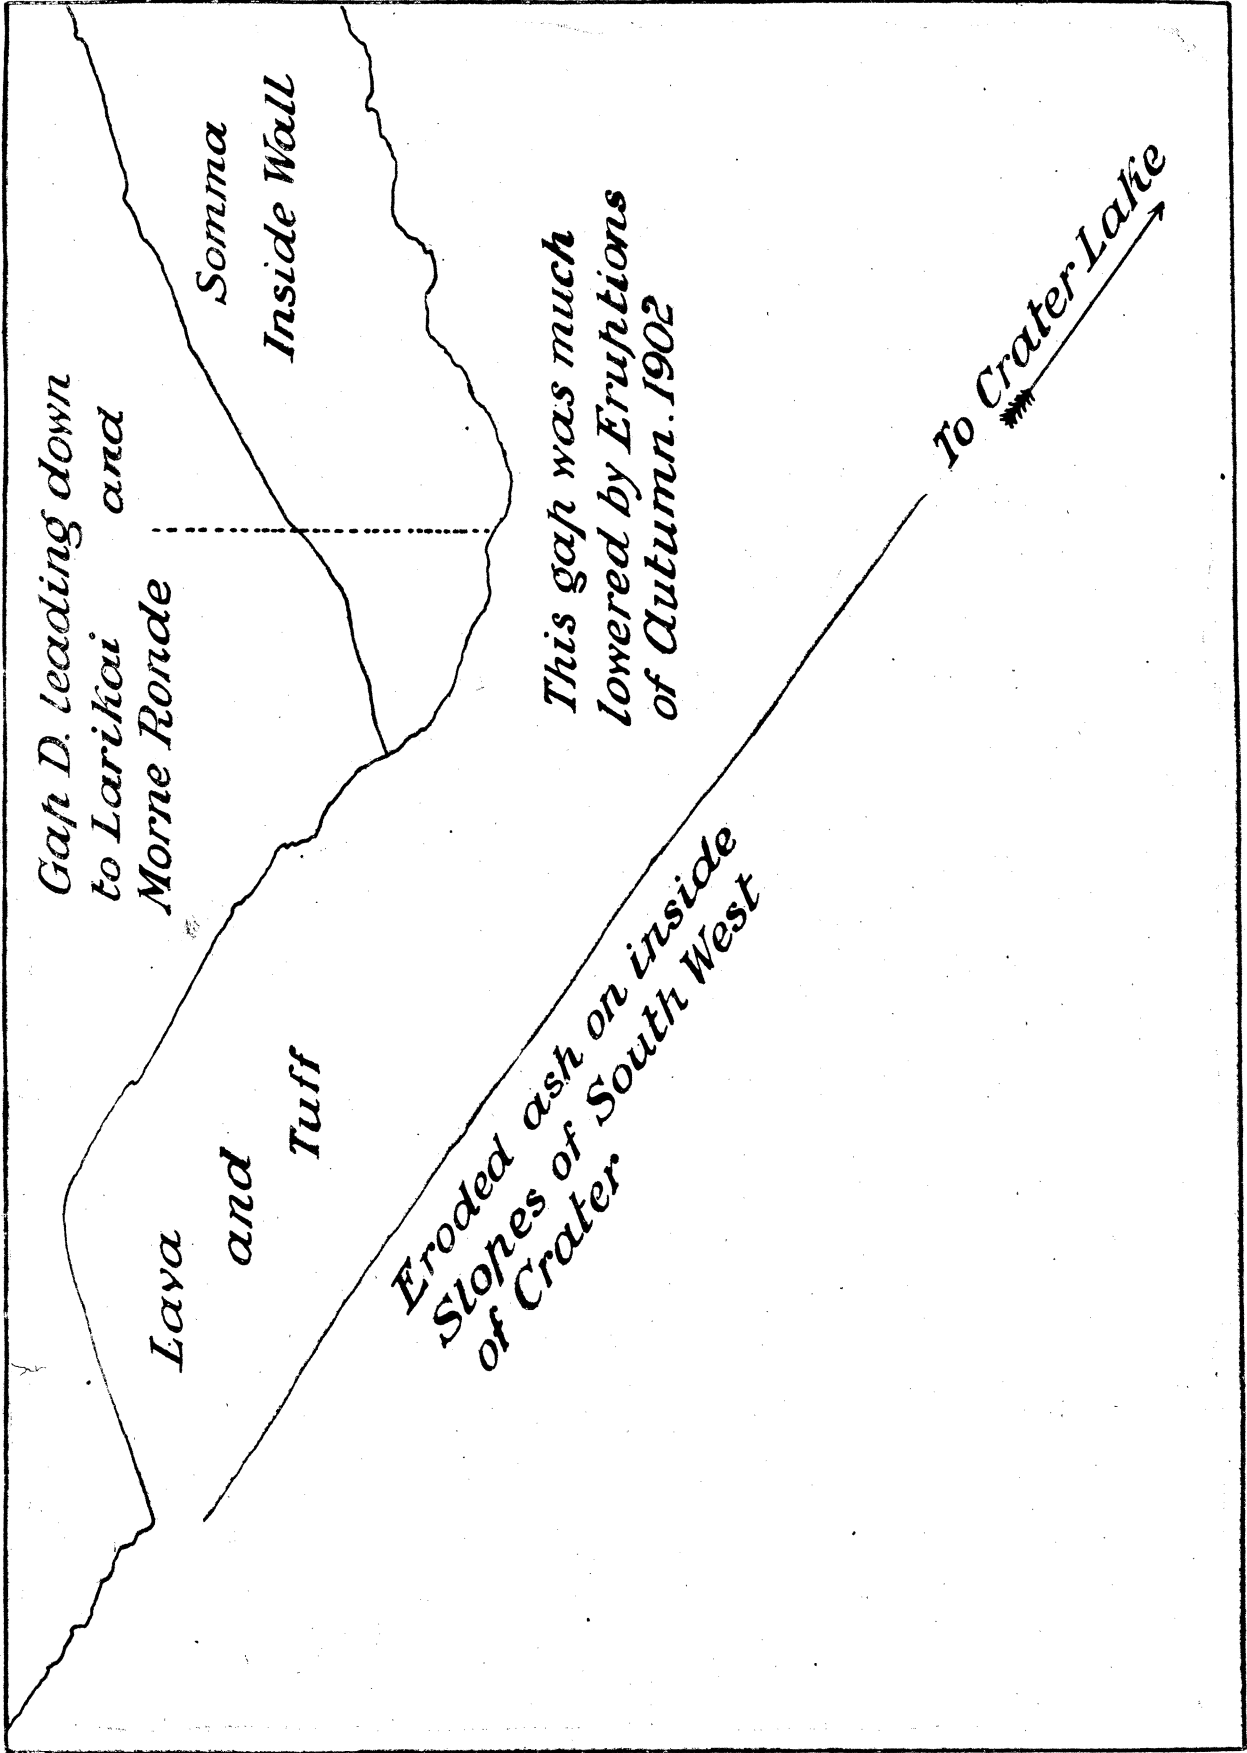 Gap D. leading down
to Larikai and
Morne Ronde
Somma
Inside Wall
Lava
and
Tuff
This gap was much
lowered by Eruptions
of Autumn. 1902
Eroded ash on inside
Slopes of South West
of Crater
To Crater Lake